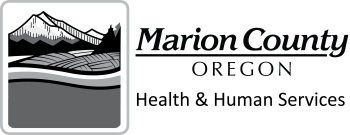 Marion County
OREGON
Health & Human Services